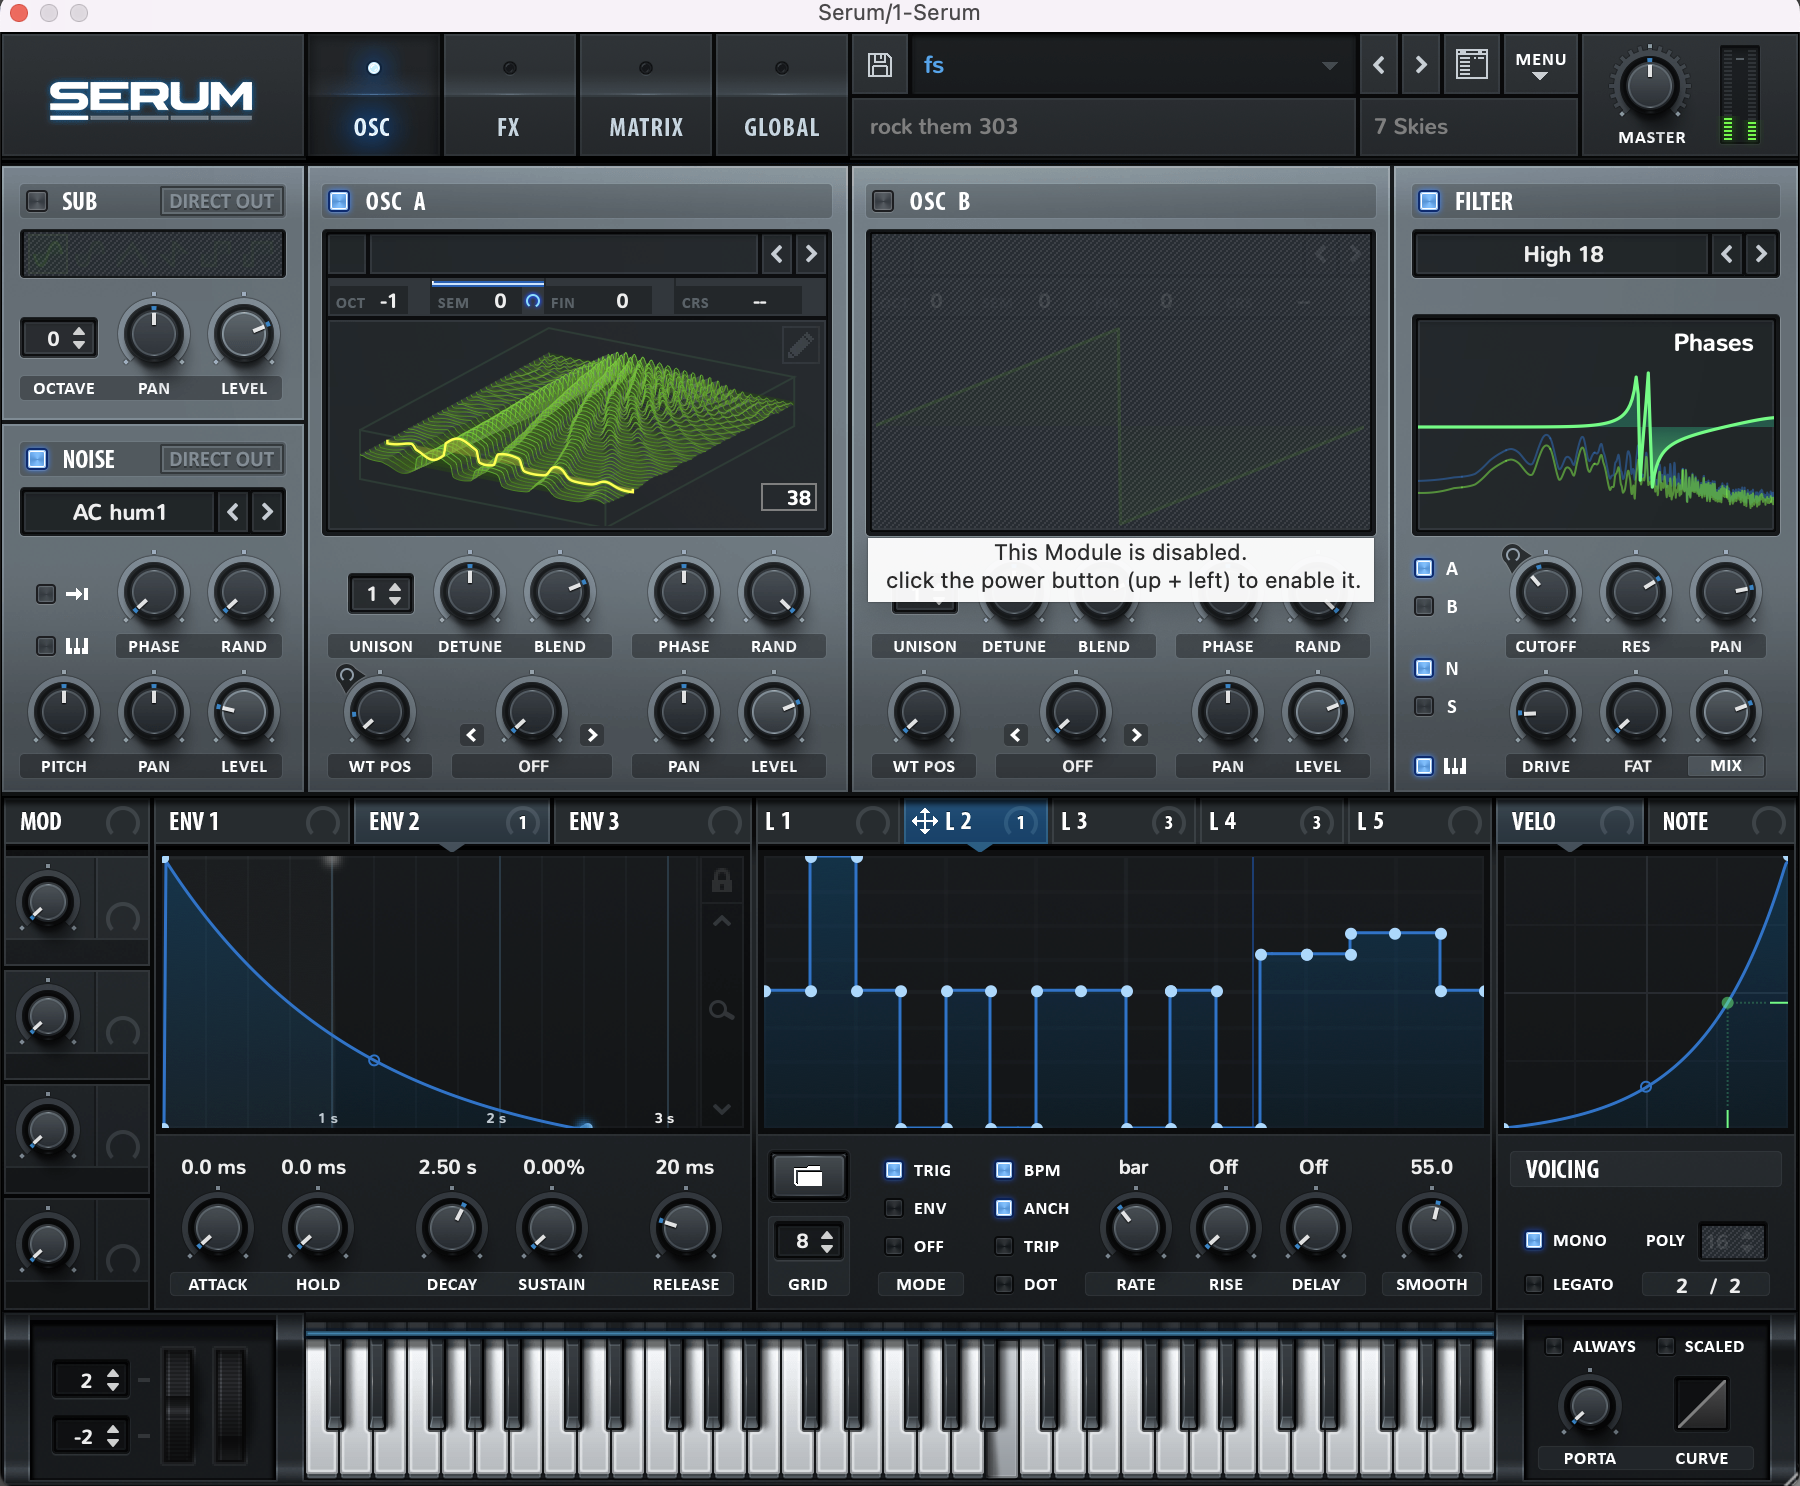 Serum/1-Serum
SERUM
OSC
FX
MATRIX
GLOBAL
fs
rock them 303
7 Skies
MENU
MASTER
SUB
DIRECT OUT
0
OCTAVE
PAN
LEVEL
NOISE
DIRECT OUT
AC hum1
PHASE
RAND
PITCH
PAN
LEVEL
OSC A
OCT -1
SEM 0
FIN 0
CRS --
38
1
UNISON
DETUNE
BLEND
PHASE
RAND
WT POS
OFF
PAN
LEVEL
OSC B
0
0
0
--
This Module is disabled.
click the power button (up + left) to enable it.
UNISON
DETUNE
BLEND
PHASE
RAND
WT POS
OFF
PAN
LEVEL
FILTER
High 18
Phases
A
B
N
S
CUTOFF
RES
PAN
DRIVE
FAT
MIX
MOD
ENV 1
ENV 2
1
ENV 3
L 1
L 2
1
L 3
3
L 4
3
L 5
VELO
NOTE
1 s
2 s
3 s
0.0 ms
0.0 ms
2.50 s
0.00%
20 ms
ATTACK
HOLD
DECAY
SUSTAIN
RELEASE
8
GRID
TRIG
ENV
OFF
MODE
BPM
ANCH
TRIP
DOT
bar
Off
Off
55.0
RATE
RISE
DELAY
SMOOTH
VOICING
MONO
POLY
16
LEGATO
2 / 2
2
-2
ALWAYS
SCALED
PORTA
CURVE